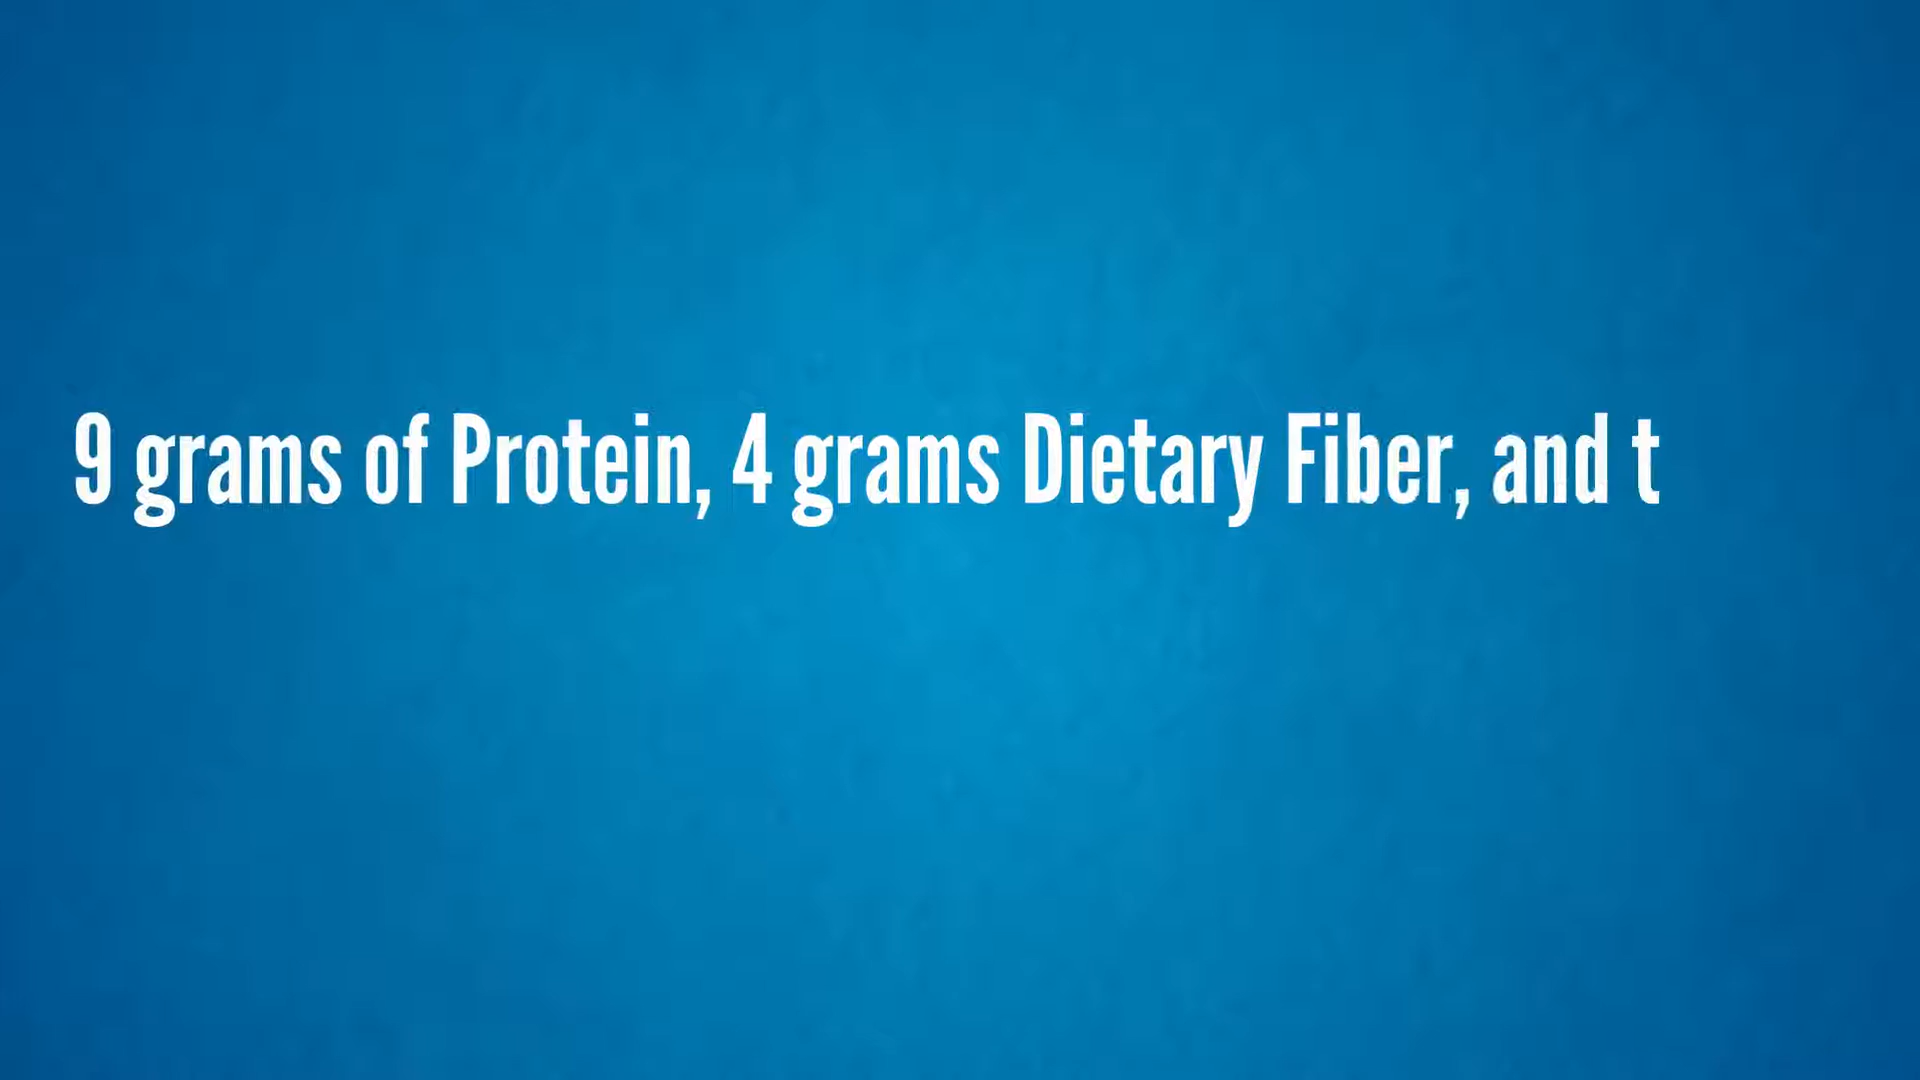 9 grams of Protein, 4 grams Dietary Fiber, and t